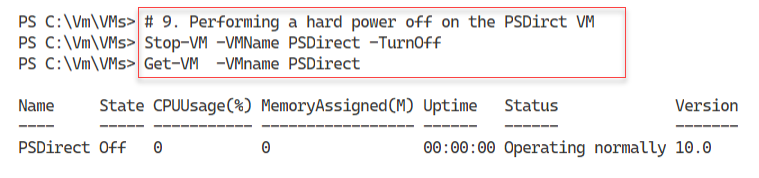 PS C:\Vm\VMs> # 9. Performing a hard power off on the PSDirct VM
PS C:\Vm\VMs> Stop-VM -VMName PSDirect -TurnOff
PS C:\Vm\VMs> Get-VM  -VMname PSDirect
Name     State CPUUsage(%) MemoryAssigned(M) Uptime   Status             Version
----     ----- ----------- ----------------- ------   ------             -------
PSDirect Off   0           0                 00:00:00 Operating normally 10.0